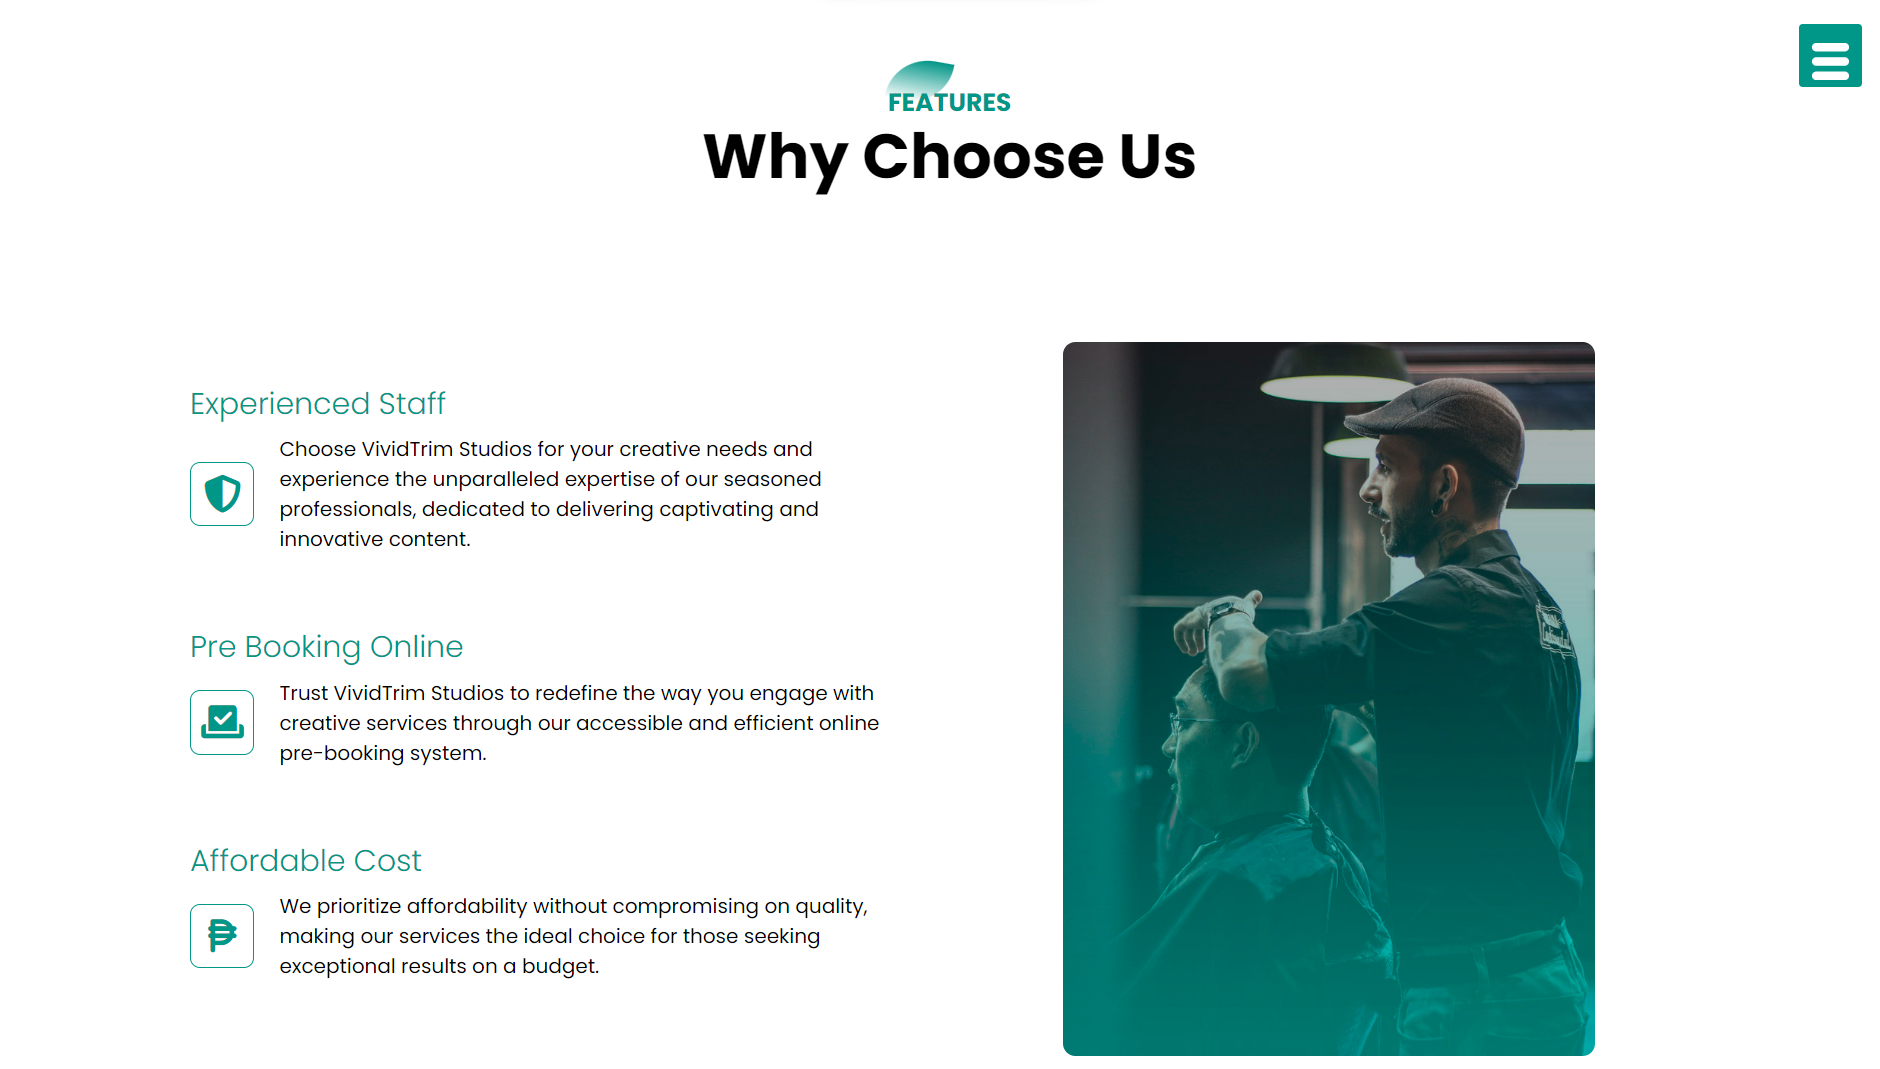 FEATURES
Why Choose Us
Experienced Staff
Choose VividTrim Studios for your creative needs and
experience the unparalleled expertise of our seasoned
professionals, dedicated to delivering captivating and
innovative content.
Pre Booking Online
Trust VividTrim Studios to redefine the way you engage with
creative services through our accessible and efficient online
pre-booking system.
Affordable Cost
We prioritize affordability without compromising on quality,
making our services the ideal choice for those seeking
exceptional results on a budget.